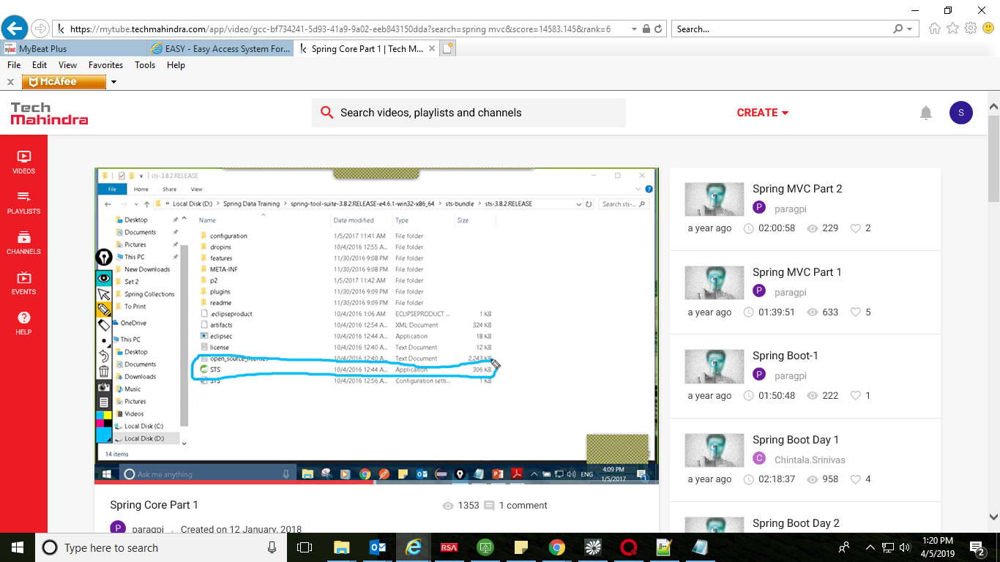 https://mytube.techmahindra.com/app/video/gcc-bf734241-5d93-41a9-9a02-eeb843150dda?search=spring mvc&score=14583.145&rank=6
Search...
MyBeat Plus
EASY - Easy Access System For...
Spring Core Part 1 | Tech M...
File Edit View Favorites Tools Help
x McAfee
Tech Mahindra
Search videos, playlists and channels
CREATE
S
VIDEOS
PLAYLISTS
CHANNELS
EVENTS
HELP
sts-3.8.2.RELEASE
File Home Share View
Local Disk (D:) Spring Data Training spring-tool-suite-3.8.2.RELEASE-e4.6.1-win32-x86_64 sts-bundle sts-3.8.2.RELEASE
Search sts-...
Desktop
Documents
Pictures
This PC
New Downloads
Set 2
Spring Collections
To Print
OneDrive
This PC
Desktop
Documents
Downloads
Music
Pictures
Videos
Local Disk (C:)
Local Disk (D:)
Name Date modified Type Size
configuration 1/5/2017 11:41 AM File folder
dropins 10/4/2016 12:55 A... File folder
features 11/30/2016 9:08 PM File folder
META-INF 11/30/2016 9:08 PM File folder
p2 1/5/2017 11:42 AM File folder
plugins 11/30/2016 9:09 PM File folder
readme 11/30/2016 9:09 PM File folder
.eclipseproduct 10/4/2016 1:06 AM ECLIPSEPRODUCT ... 1 KB
artifacts 10/4/2016 12:54 A... XML Document 324 KB
eclipsec 10/4/2016 12:44 A... Application 18 KB
license 10/4/2016 12:40 A... Text Document 12 KB
open_source_licenses 10/4/2016 12:40 A... Text Document 2,243 KB
STS 10/4/2016 12:44 A... Application 306 KB
STS 10/4/2016 12:56 A... Configuration setti... 1 KB
14 items
Ask me anything
ENG
4:09 PM
1/5/2017
Spring Core Part 1
1353 1 comment
P paragpi . Created on 12 January, 2018
Spring MVC Part 2
P paragpi
a year ago 02:00:58 229 2
Spring MVC Part 1
P paragpi
a year ago 01:39:51 633 5
Spring Boot-1
P paragpi
a year ago 01:50:48 222 1
Spring Boot Day 1
C Chintala.Srinivas
a year ago 02:18:37 958 4
Spring Boot Day 2
Type here to search
RSA
1:20 PM
4/5/2019
2